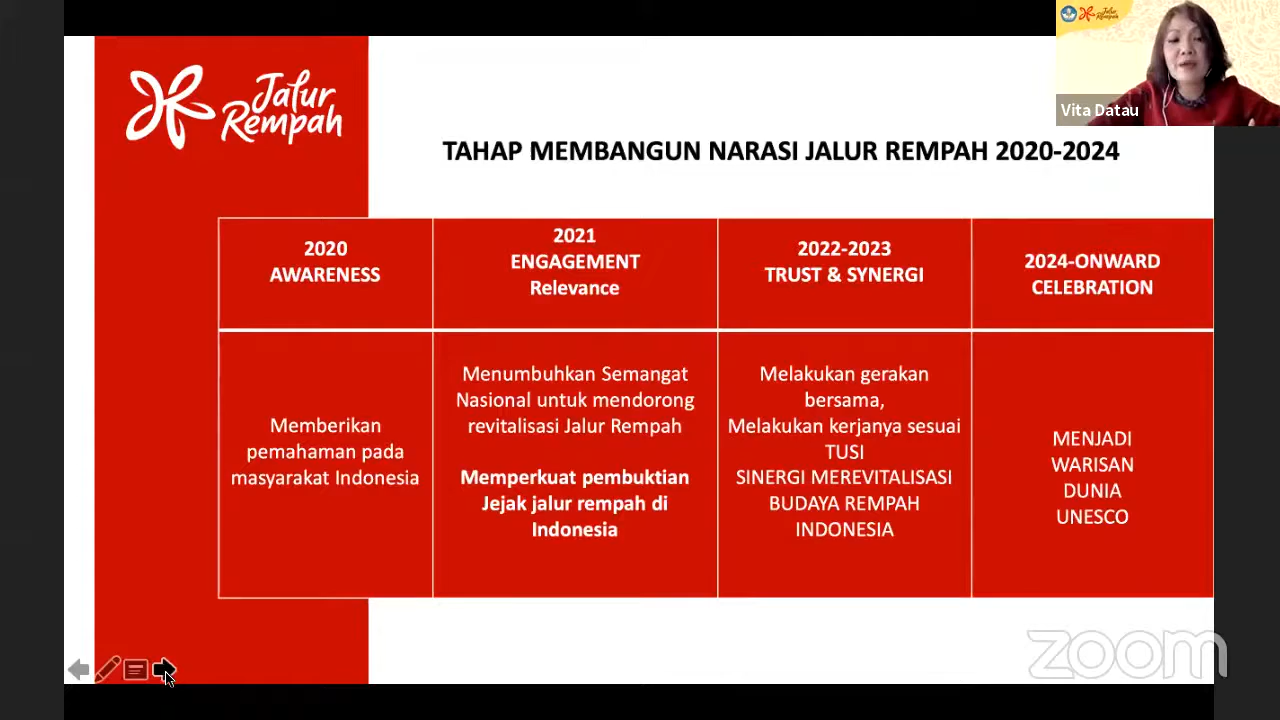 Jalur
Rempah
Jalur
Rempah
Vita Datau
TAHAP MEMBANGUN NARASI JALUR REMPAH 2020-2024
2020
AWARENESS
2021
ENGAGEMENT
Relevance
2022-2023
TRUST & SYNERGI
2024-ONWARD
CELEBRATION
Memberikan
pemahaman pada
masyarakat Indonesia
Menumbuhkan Semangat
Nasional untuk mendorong
revitalisasi Jalur Rempah
Memperkuat pembuktian
Jejak jalur rempah di
Indonesia
Melakukan gerakan
bersama,
Melakukan kerjanya sesuai
TUSI
SINERGI MEREVITALISASI
BUDAYA REMPAH
INDONESIA
MENJADI
WARISAN
DUNIA
UNESCO
zoom